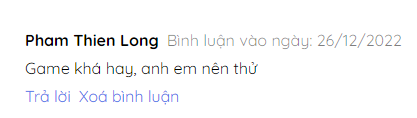 Pham Thien Long Bình luận vào ngày: 26/12/2022
Game khá hay, anh em nên thử
Trả lời Xoá bình luận